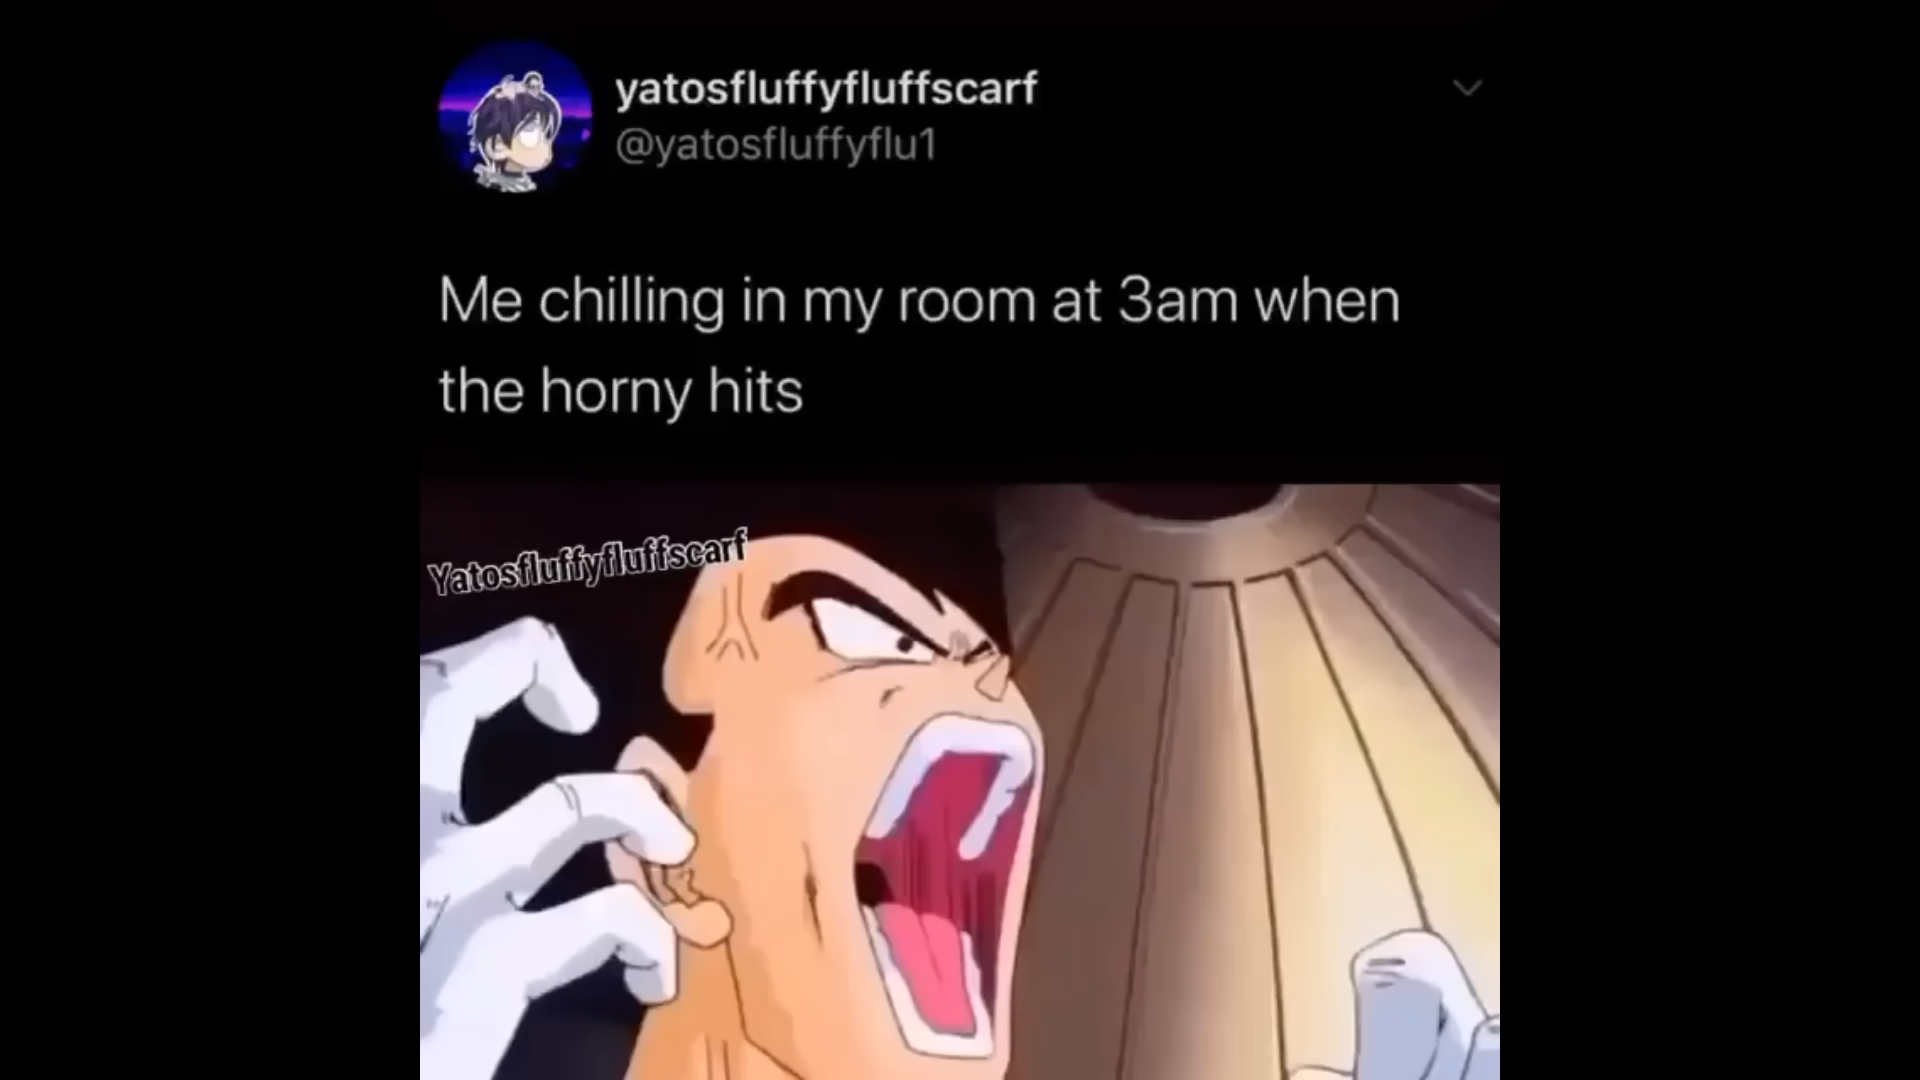 yatosfluffyfluffscarf
@yatosfluffyflu1
Me chilling in my room at 3am when
the horny hits
Yatosfluffyfluffscarf